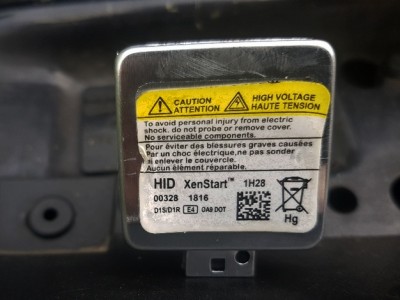 CAUTION ATTENTION HIGH VOLTAGE HAUTE TENSION
To avoid personal injury from electric
shock. do not probe or remove cover.
No serviceable components.
Pour éviter des blessures graves causées
Par un choc électrique,ne pas sonder
si enlever le couvercle.
Aucun élément réparable.
HID XenStart™ 1H28
00328 1816
D1S/D1R E4 0A9 DOT
Hg